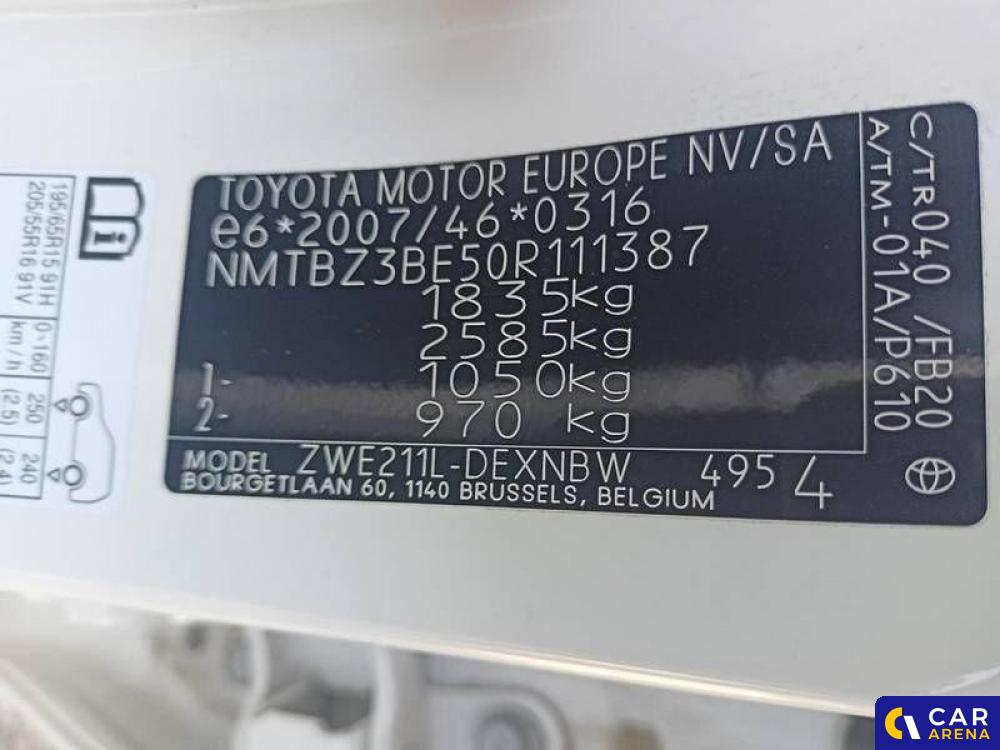 TOYOTA MOTOR EUROPE NV/SA
e6*2007/46*0316
NMTBZ3BE50R111387
1835kg
2585kg
1- 1050kg
2- 970 kg
MODEL ZWE211L-DEXNBW 495 4
BOURGETLAAN 60, 1140 BRUSSELS, BELGIUM
C/TR040 /FB20
A/TM-01A/P610
195/65R15 91H
205/55R16 91V
0~160
km/h
250
(2.5)
240
(2.4)
i
CAR
ARENA